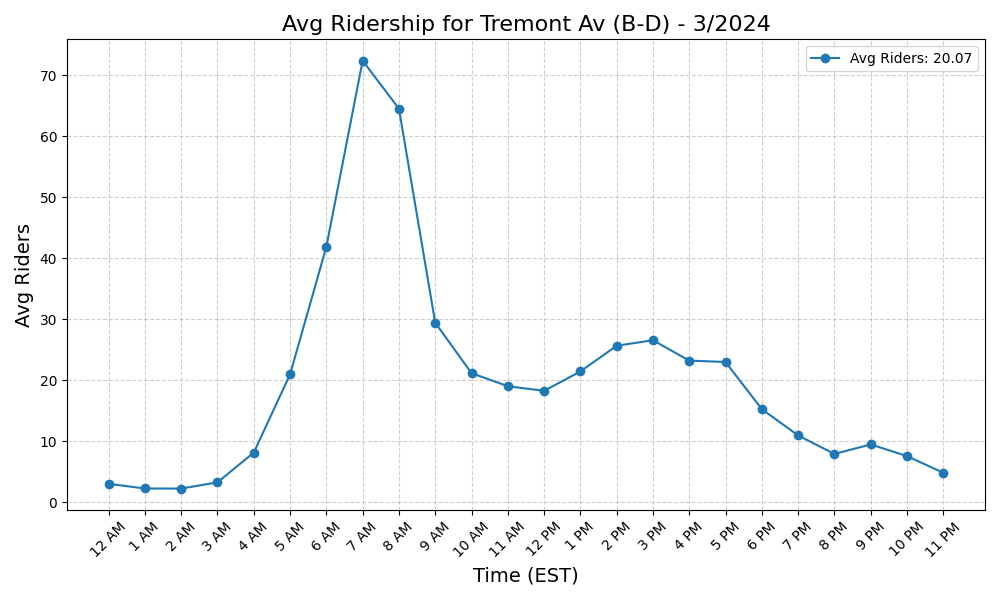 Avg Ridership for Tremont Av (B-D) - 3/2024
Avg Riders: 20.07
Avg Riders
70
60
50
40
30
20
10
0
12 AM
1 AM
2 AM
3 AM
4 AM
5 AM
6 AM
7 AM
8 AM
9 AM
10 AM
11 AM
12 PM
1 PM
2 PM
3 PM
4 PM
5 PM
6 PM
7 PM
8 PM
9 PM
10 PM
11 PM
Time (EST)